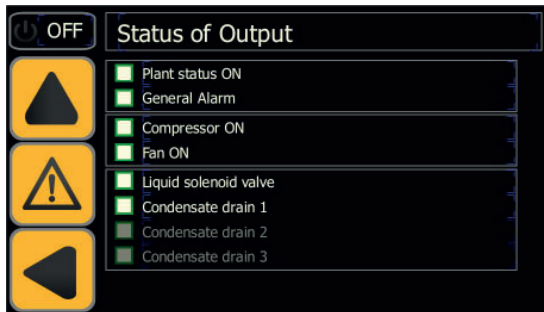 OFF
Status of Output
Plant status ON
General Alarm
Compressor ON
Fan ON
Liquid solenoid valve
Condensate drain 1
Condensate drain 2
Condensate drain 3